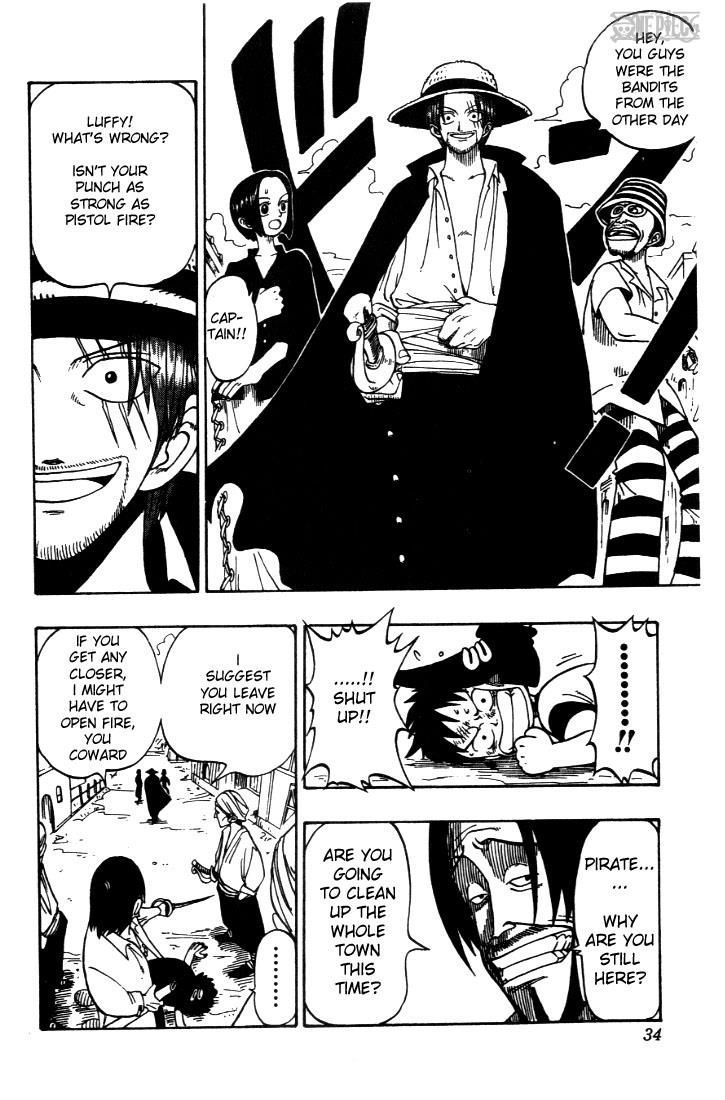 ONE PIECE
HEY,
YOU GUYS
WERE THE
BANDITS
FROM THE
OTHER DAY
CAP-
TAIN!!
LUFFY!
WHAT'S WRONG?
ISN'T YOUR
PUNCH AS
STRONG AS
PISTOL FIRE?
........!!
.....!!
SHUT
UP!!
I
SUGGEST
YOU LEAVE
RIGHT NOW
IF YOU
GET ANY
CLOSER,
I MIGHT
HAVE TO
OPEN FIRE,
YOU
COWARD
......
PIRATE....
....
WHY
ARE YOU
STILL
HERE?
ARE YOU
GOING
TO CLEAN
UP THE
WHOLE
TOWN
THIS
TIME?
34